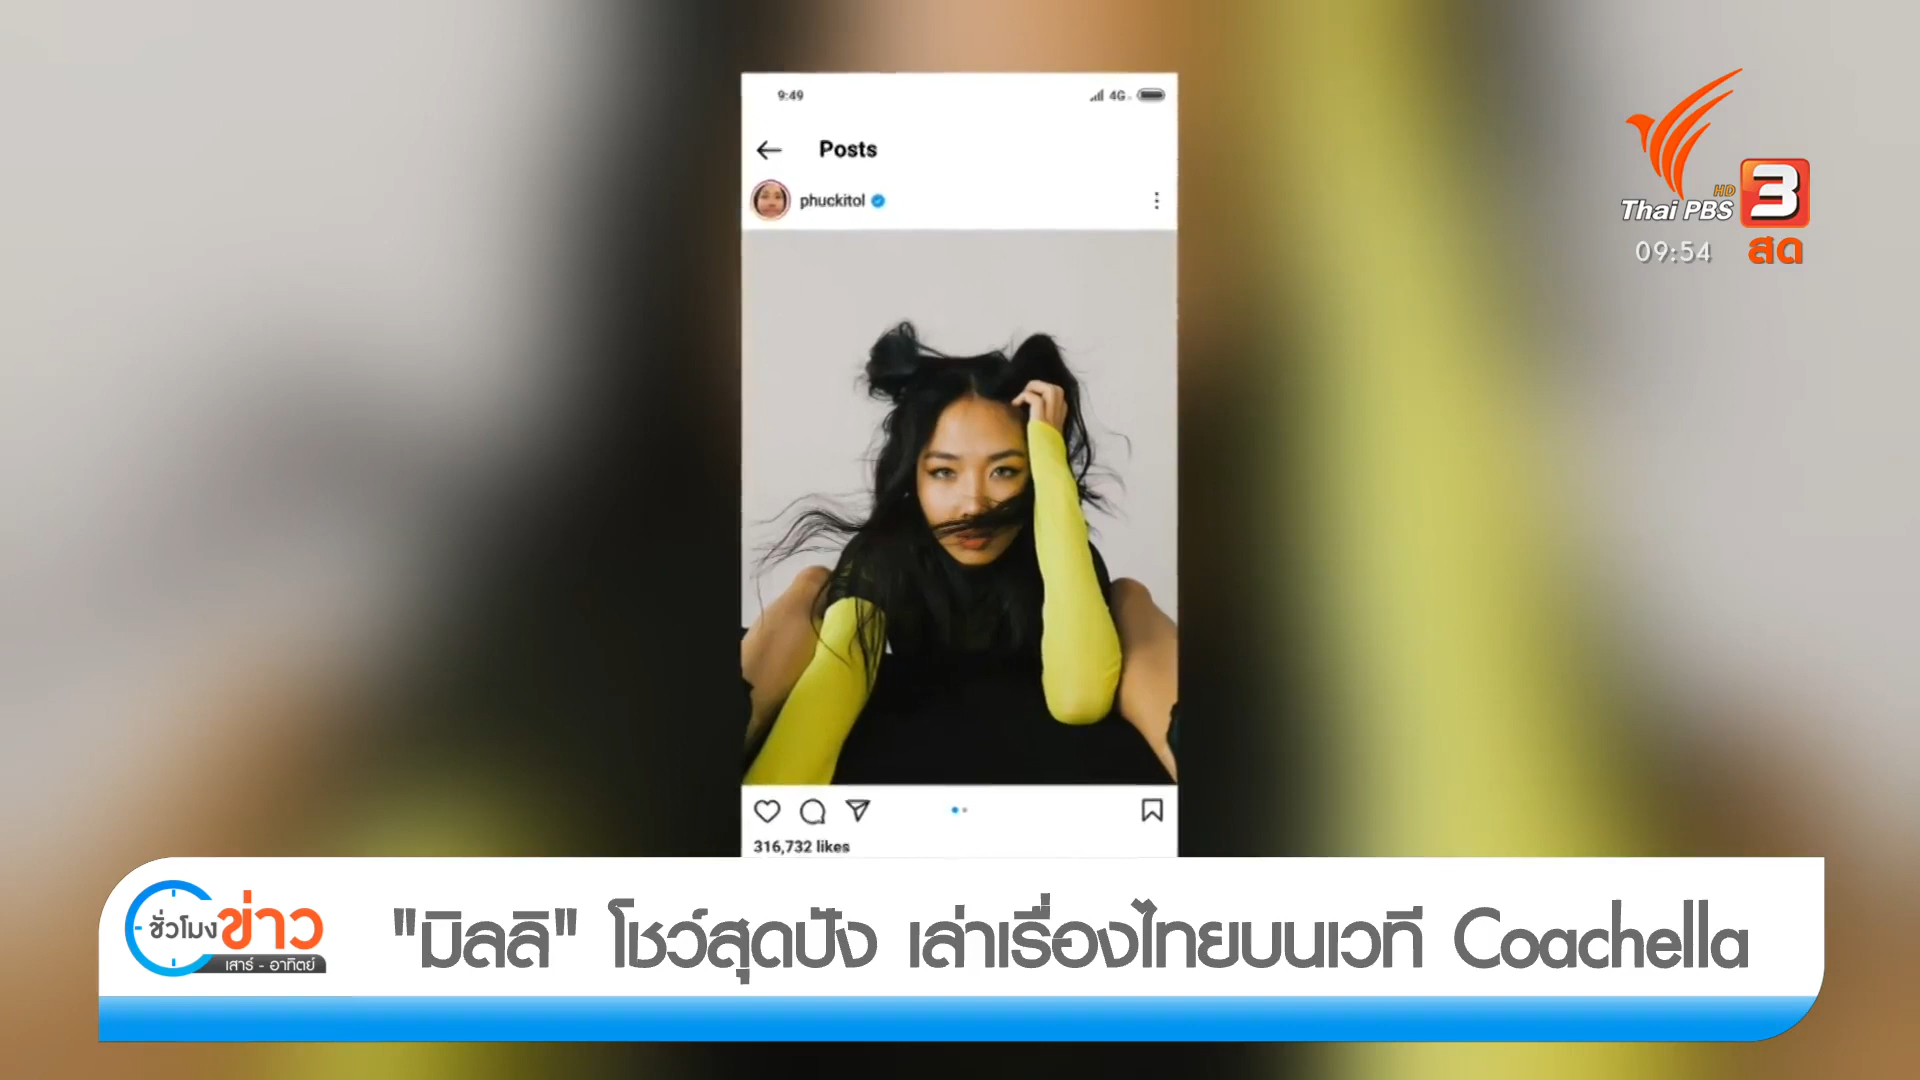 9:49
4G
Posts
phuckitol
HD
Thai PBS
3
09:54
สด
316,732 likes
ชั่วโมง
ข่าว
เสาร์ - อาทิตย์
"มิลลิ" โชว์สุดปัง เล่าเรื่องไทยบนเวที Coachella